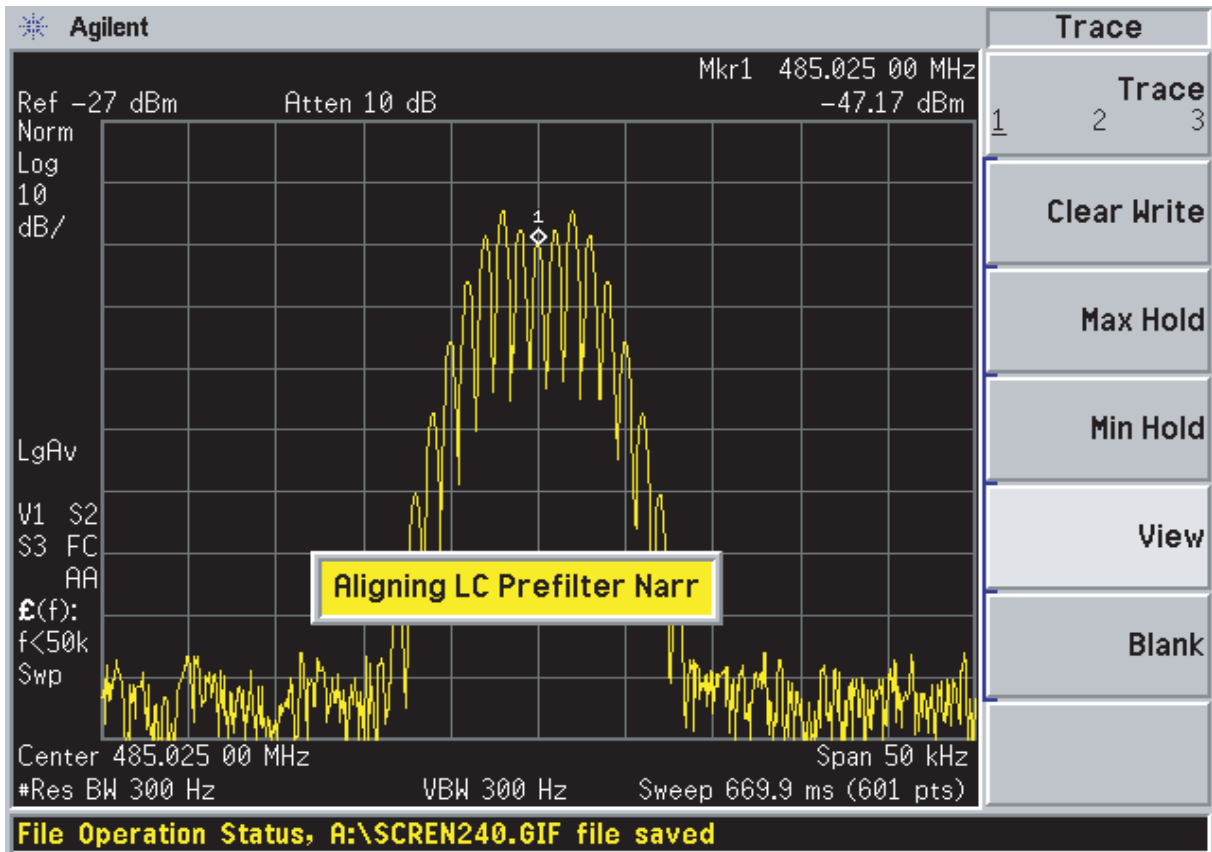 Agilent
Trace
Mkr1 485.025 00 MHz
Ref -27 dBm Atten 10 dB -47.17 dBm
Norm
Log
10
dB/
1
LgAv
V1 S2
S3 FC
AA
£(f):
f<50k
Swp
Aligning LC Prefilter Narr
Center 485.025 00 MHz Span 50 kHz
#Res BW 300 Hz VBW 300 Hz Sweep 669.9 ms (601 pts)
Trace
1 2 3
Clear Write
Max Hold
Min Hold
View
Blank
File Operation Status, A:\SCREN240.GIF file saved